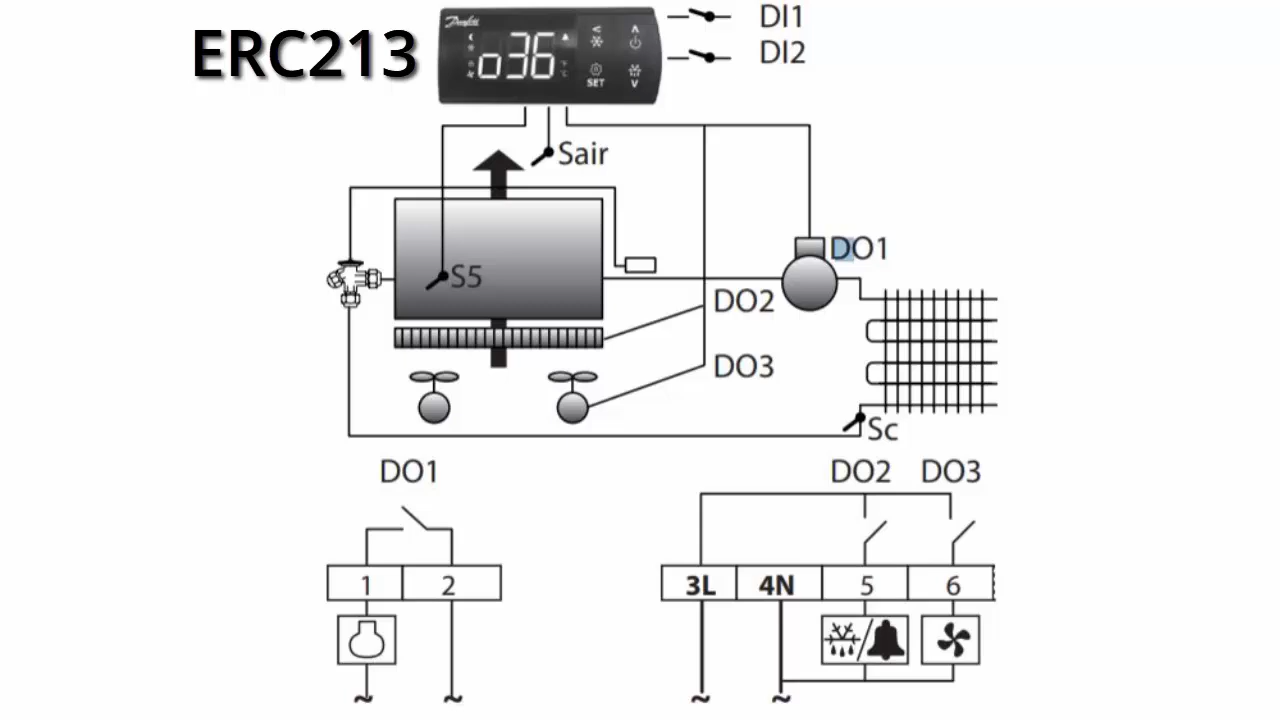 ERC213
Danfoss
o36
SET
DI1
DI2
Sair
S5
DO1
DO2
DO3
Sc
DO1
DO2
DO3
1
2
3L
4N
5
6
~
~
~
~